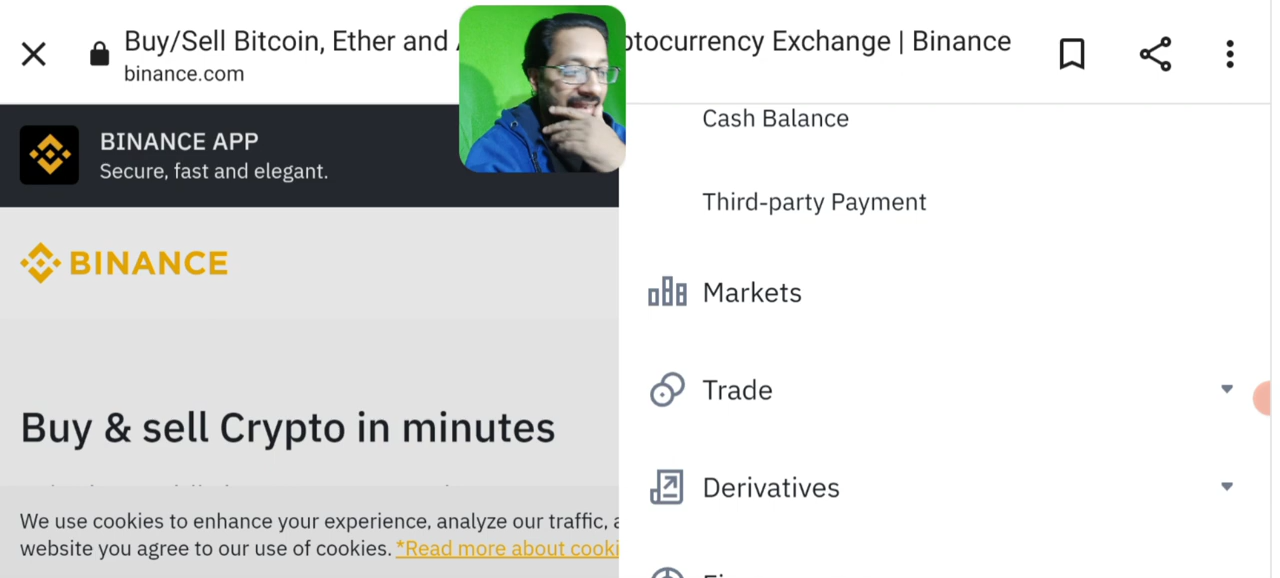 Buy/Sell Bitcoin, Ether and ptocurrency Exchange | Binance
binance.com
BINANCE APP
Secure, fast and elegant.
BINANCE
Buy & sell Crypto in minutes
We use cookies to enhance your experience, analyze our traffic,
website you agree to our use of cookies. *Read more about cooki
Cash Balance
Third-party Payment
Markets
Trade
Derivatives